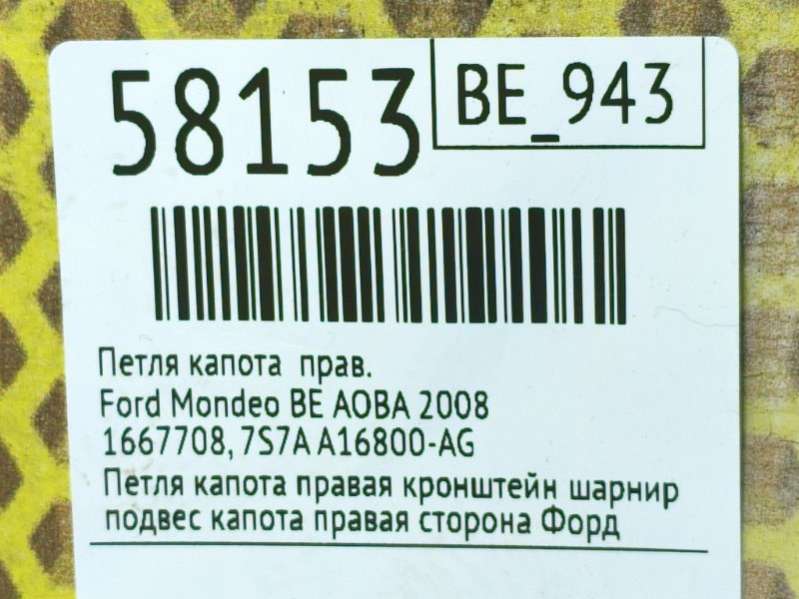 58153
BE_943
Петля капота прав.
Ford Mondeo BE AOBA 2008
1667708, 7S7A A16800-AG
Петля капота правая кронштейн шарнир
подвес капота правая сторона Форд